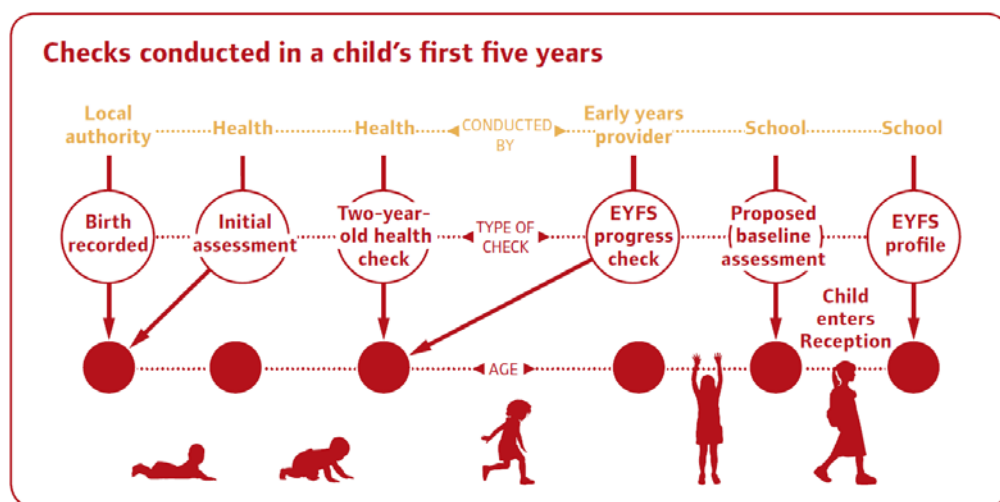 Checks conducted in a child's first five years
Local
authority
Health
Health
CONDUCTED
BY
Early years
provider
School
School
Birth
recorded
Initial
assessment
Two-year-
old health
check
TYPE OF
CHECK
EYFS
progress
check
Proposed
baseline
assessment
EYFS
profile
Child
enters
Reception
AGE